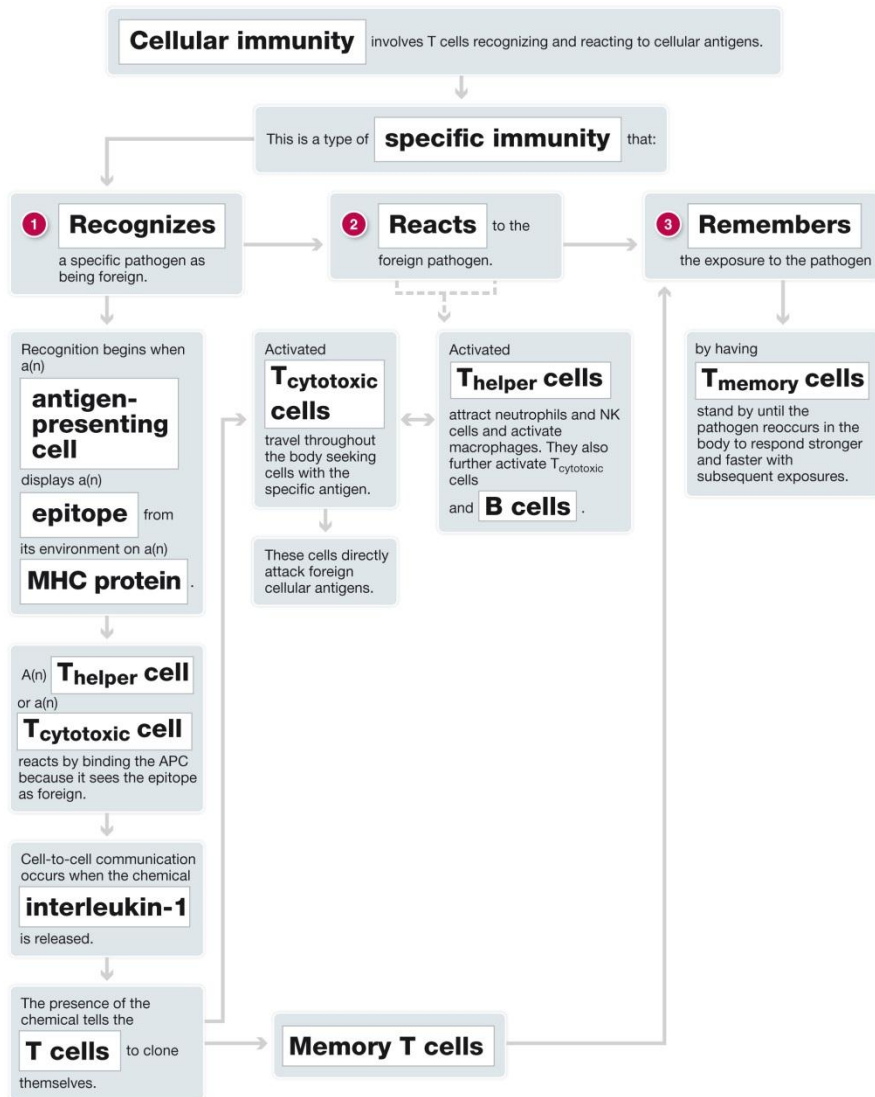 Cellular immunity involves T cells recognizing and reacting to cellular antigens.
This is a type of specific immunity that:
1 Recognizes
a specific pathogen as
being foreign.
2 Reacts to the
foreign pathogen.
3 Remembers
the exposure to the pathogen
Recognition begins when
a(n)
antigen-
presenting
cell
displays a(n)
epitope from
its environment on a(n)
MHC protein .
A(n) Thelper cell
or a(n)
Tcytotoxic cell
reacts by binding the APC
because it sees the epitope
as foreign.
Cell-to-cell communication
occurs when the chemical
interleukin-1
is released.
The presence of the
chemical tells the
T cells to clone
themselves.
Activated
Tcytotoxic
cells
travel throughout
the body seeking
cells with the
specific antigen.
These cells directly
attack foreign
cellular antigens.
Activated
Thelper cells
attract neutrophils and NK
cells and activate
macrophages. They also
further activate Tcytotoxic
cells
and B cells .
by having
Tmemory cells
stand by until the
pathogen reoccurs in the
body to respond stronger
and faster with
subsequent exposures.
Memory T cells